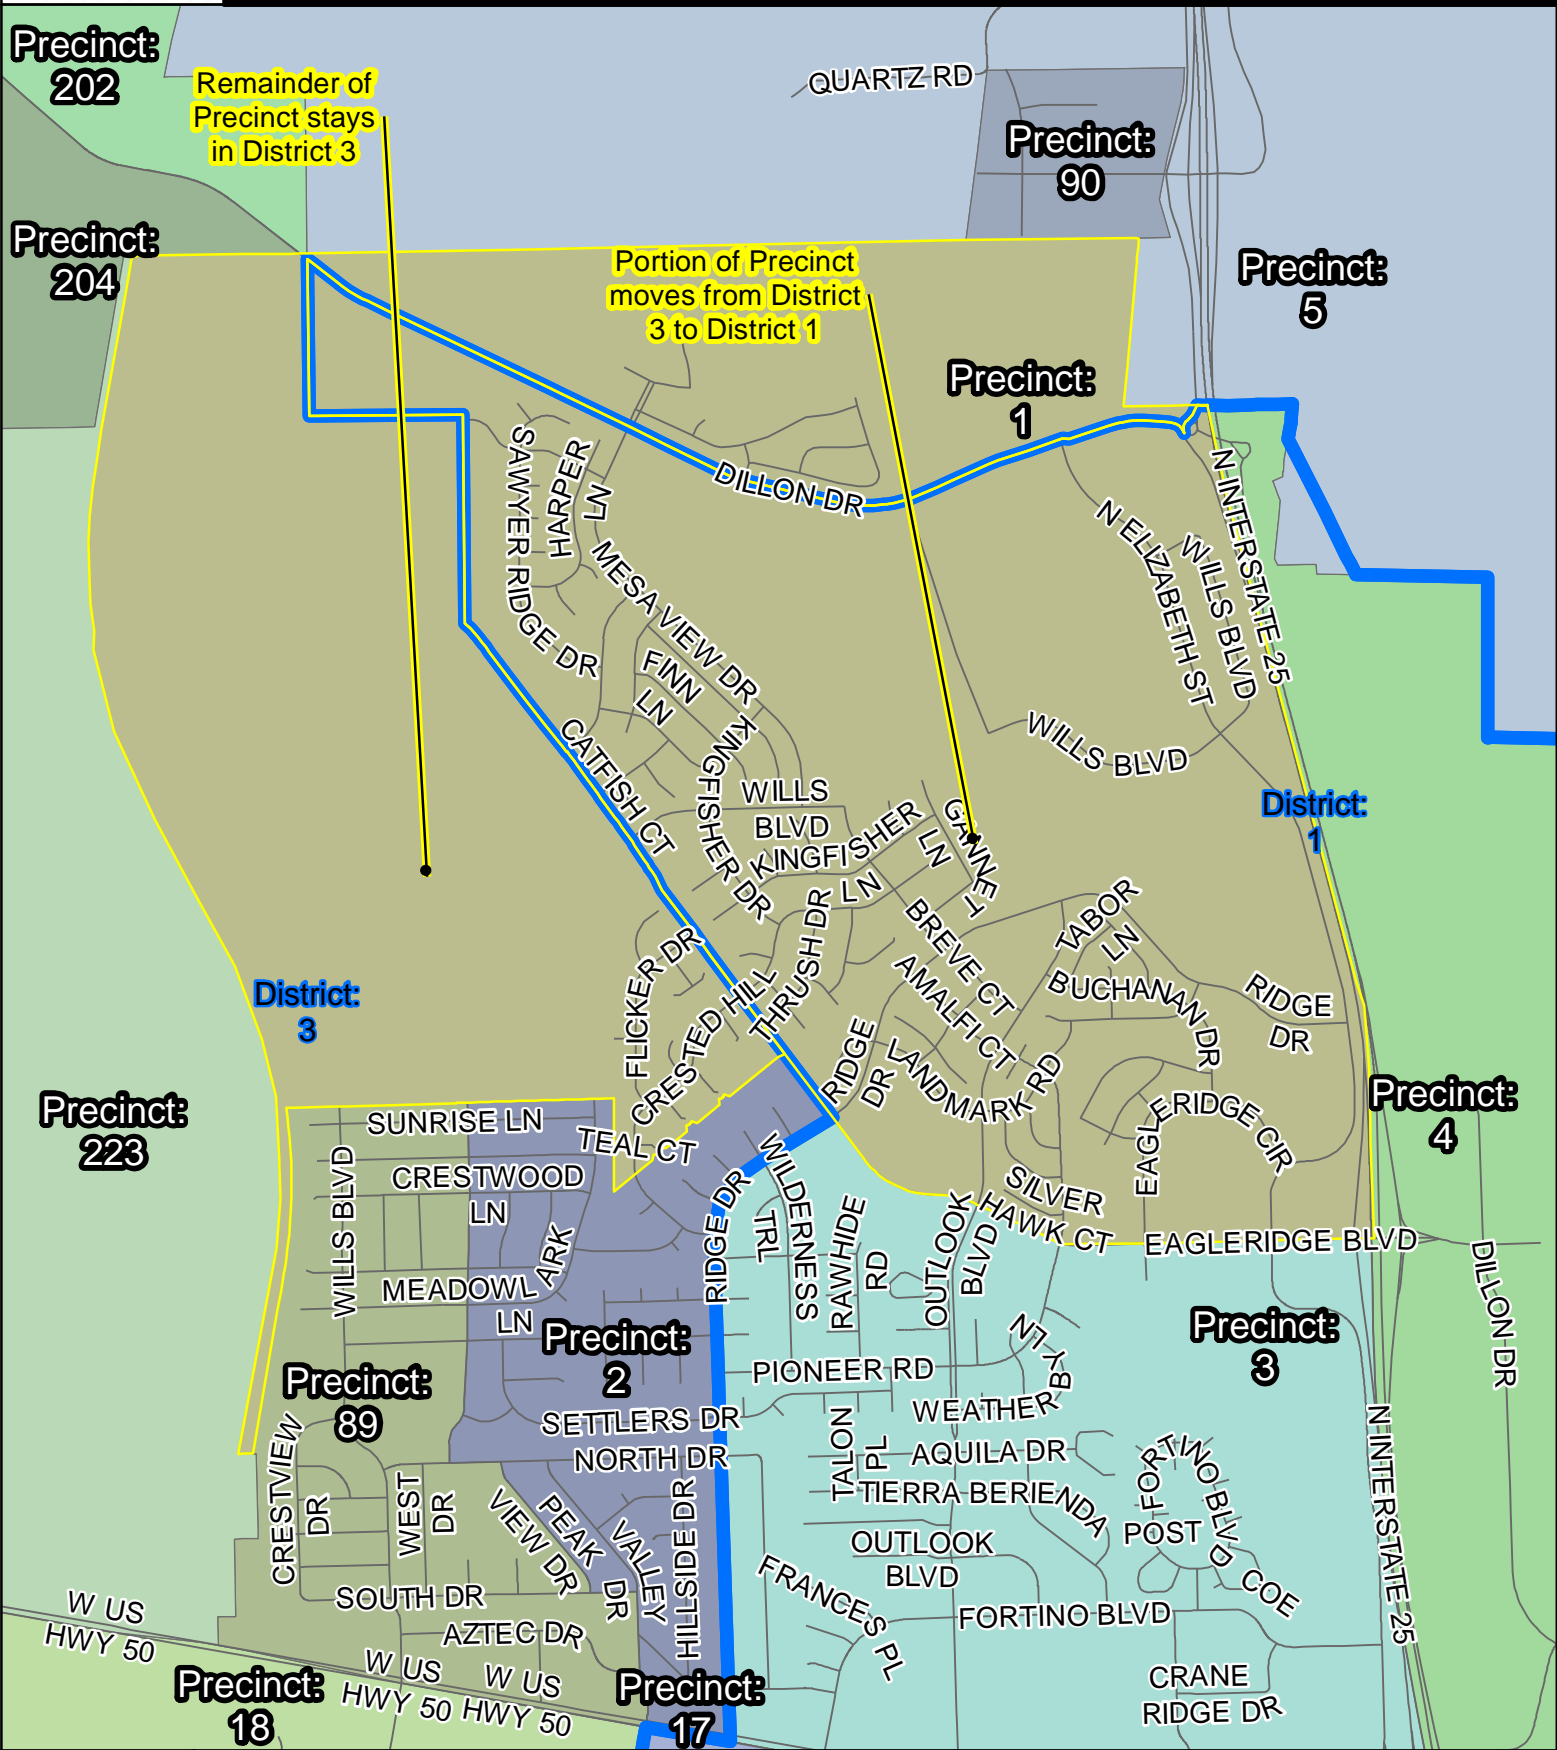 Precinct:
202
Remainder of
Precinct stays
in District 3
QUARTZ RD
Precinct:
90
Precinct:
204
Portion of Precinct
moves from District
3 to District 1
Precinct:
5
Precinct:
1
SAWYER RIDGE DR
HARPER
LN
DILLON DR
N INTERSTATE 25
N ELIZABETH ST
WILLS BLVD
MESA VIEW DR
FINN
LN
CATFISH CT
KINGFISHER DR
WILLS BLVD
WILLS
BLVD
KINGFISHER
LN
GANNET
LN
District:
1
THRUSH DR
BREVE CT
TABOR
LN
AMALFI CT
BUCHANAN DR
RIDGE
DR
FLICKER DR
CRESTED HILL
District:
3
RIDGE
DR
LANDMARK RD
EAGLERIDGE CIR
Precinct:
223
Precinct:
4
SUNRISE LN
TEAL CT
CRESTWOOD
LN
WILLS BLVD
MEADOWLARK
LN
RIDGE DR
WILDERNESS
TRL
RAWHIDE
RD
OUTLOOK
BLVD
SILVER
HAWK CT
EAGLERIDGE BLVD
DILLON DR
Precinct:
2
Precinct:
3
PIONEER RD
WEATHERBY LN
Precinct:
89
SETTLERS DR
NORTH DR
TALON
PL
AQUILA DR
TIERRA BERIENDA
FORTINO BLVD
POST
N INTERSTATE 25
CRESTVIEW
DR
WEST
DR
VIEW DR
PEAK
DR
VALLEY
HILLSIDE DR
OUTLOOK
BLVD
COE
FRANCES PL
FORTINO BLVD
SOUTH DR
AZTEC DR
W US
HWY 50
W US
HWY 50
W US
HWY 50
CRANE
RIDGE DR
Precinct:
18
Precinct:
17